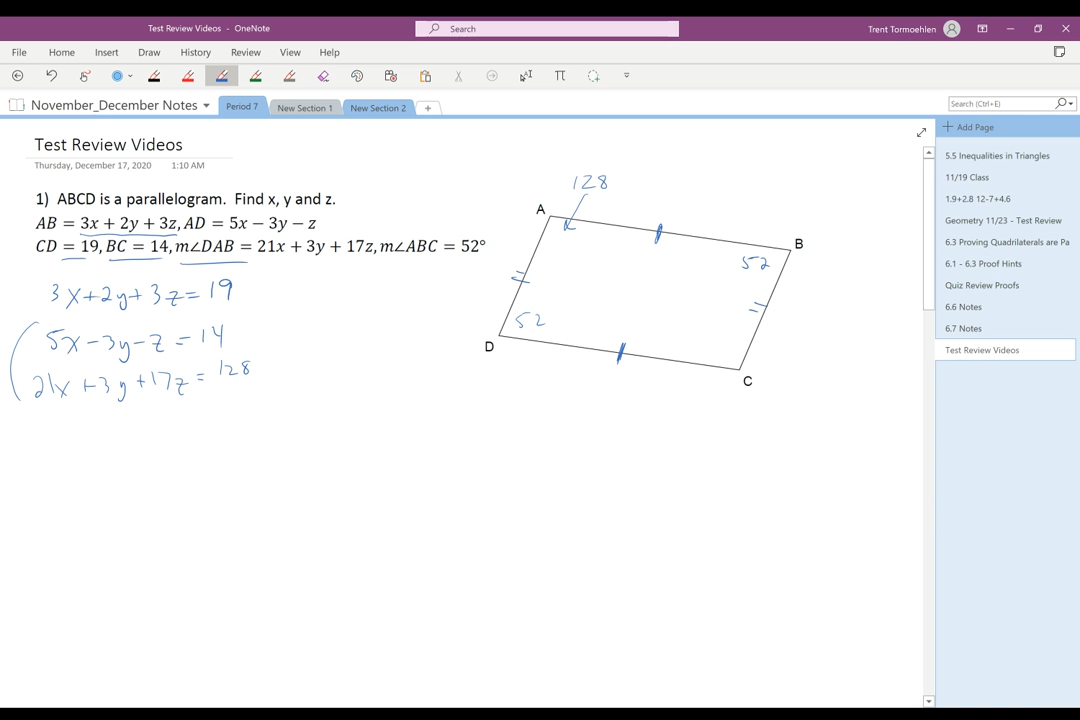 Test Review Videos - OneNote
Search
Trent Tormoehlen
File Home Insert Draw History Review View Help
November_December Notes
Period 7
New Section 1
New Section 2
Search (Ctrl+E)
Add Page
5.5 Inequalities in Triangles
11/19 Class
1.9+2.8 12-7+4.6
Geometry 11/23 - Test Review
6.3 Proving Quadrilaterals are Pa
6.1 - 6.3 Proof Hints
Quiz Review Proofs
6.6 Notes
6.7 Notes
Test Review Videos
Test Review Videos
Thursday, December 17, 2020 1:10 AM
1) ABCD is a parallelogram. Find x, y and z.
AB = 3x + 2y + 3z, AD = 5x − 3y − z
CD = 19, BC = 14, m∠DAB = 21x + 3y + 17z, m∠ABC = 52°
3x+2y+3z=19
5x-3y-z=14
21x+3y+17z=128
128
A
B
52
52
D
C